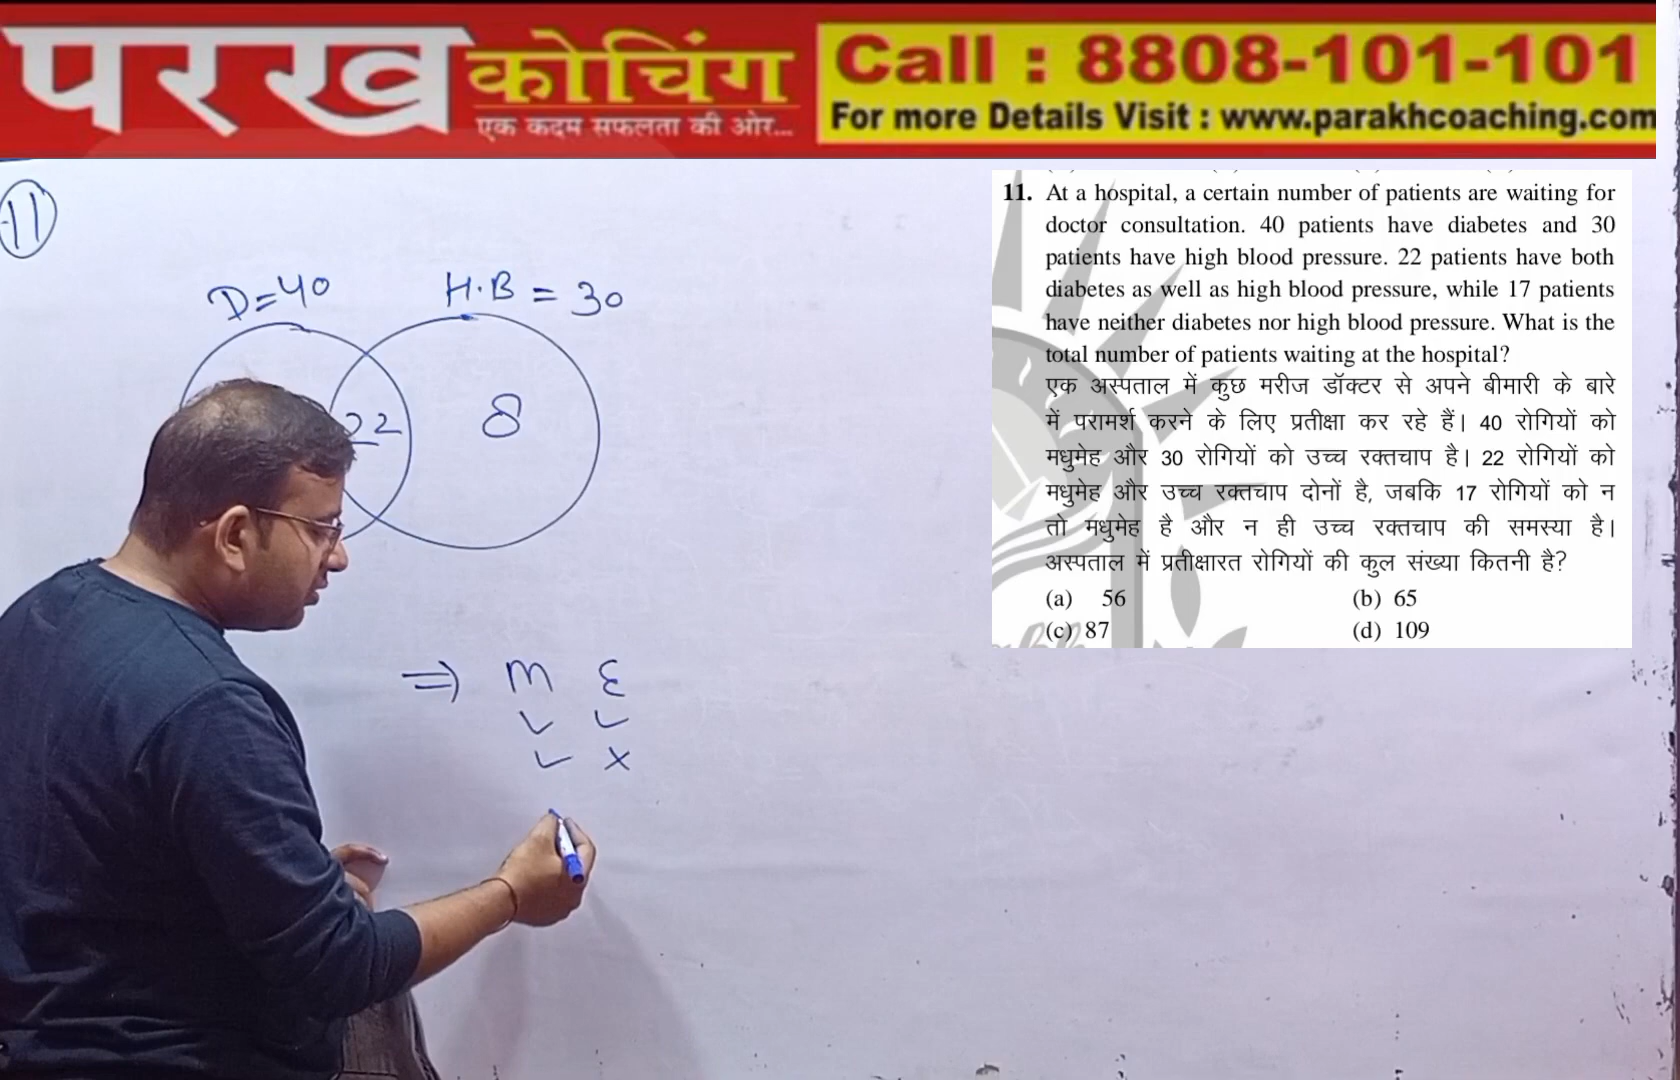 परख कोचिंग
एक कदम सफलता की ओर...
Call : 8808-101-101
For more Details Visit : www.parakhcoaching.com
11
D=40
H.B = 30
22
8
⇒ M E
✓ ✓
✓ ×
11. At a hospital, a certain number of patients are waiting for
doctor consultation. 40 patients have diabetes and 30
patients have high blood pressure. 22 patients have both
diabetes as well as high blood pressure, while 17 patients
have neither diabetes nor high blood pressure. What is the
total number of patients waiting at the hospital?
एक अस्पताल में कुछ मरीज डॉक्टर से अपने बीमारी के बारे
में परामर्श करने के लिए प्रतीक्षा कर रहे हैं। 40 रोगियों को
मधुमेह और 30 रोगियों को उच्च रक्तचाप है। 22 रोगियों को
मधुमेह और उच्च रक्तचाप दोनों है, जबकि 17 रोगियों को न
तो मधुमेह है और न ही उच्च रक्तचाप की समस्या है।
अस्पताल में प्रतीक्षारत रोगियों की कुल संख्या कितनी है?
(a) 56 (b) 65
(c) 87 (d) 109